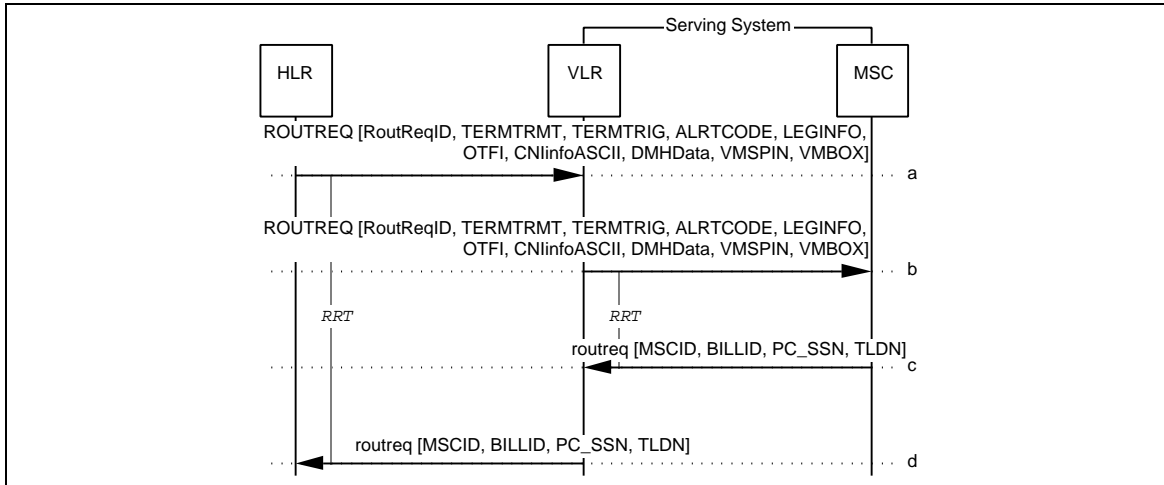 Serving System
HLR
VLR
MSC
ROUTREQ [RoutReqID, TERMTRMT, TERMTRIG, ALRTCODE, LEGINFO,
OTFI, CNIinfoASCII, DMHData, VMSPIN, VMBOX]
a
ROUTREQ [RoutReqID, TERMTRMT, TERMTRIG, ALRTCODE, LEGINFO,
OTFI, CNIinfoASCII, DMHData, VMSPIN, VMBOX]
b
RRT
RRT
routreq [MSCID, BILLID, PC_SSN, TLDN]
c
routreq [MSCID, BILLID, PC_SSN, TLDN]
d